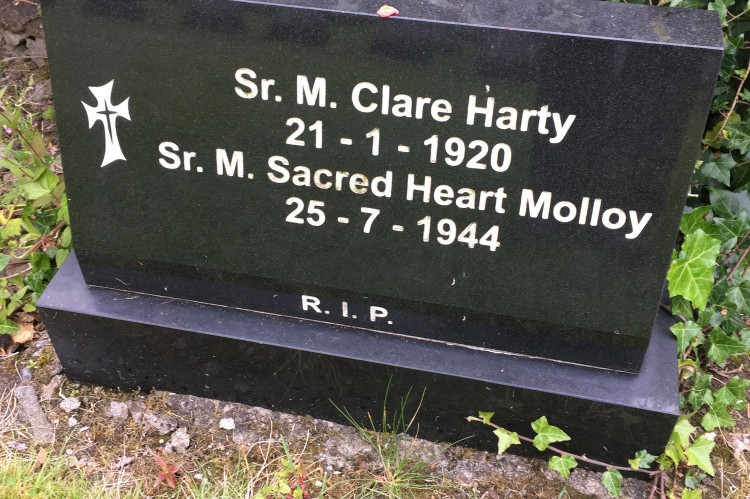 Sr. M. Clare Harty
21 - 1 - 1920
Sr. M. Sacred Heart Molloy
25 - 7 - 1944
R. I. P.